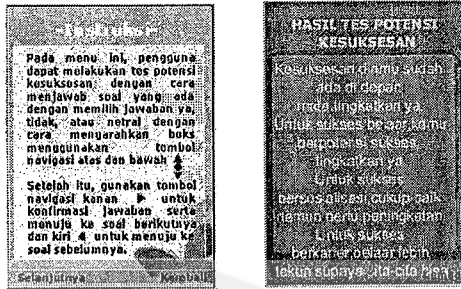 -Instruksi-
Pada menu ini, pengguna
dapat melakukan tes potensi
kesuksesan dengan cara
menjawab soal yang ada
dengan memilih jawaban ya,
tidak, atau netral dengan
cara mengarahkan boks
menggunakan tombol
navigasi atas dan bawah
Setelah itu, gunakan tombol
navigasi kanan untuk
konfirmasi jawaban serta
menuju ke soal berikutnya
dan kiri untuk menuju ke
soal sebelumnya.
Selanjutnya Kembali
HASIL TES POTENSI
KESUKSESAN
Kesuksesan dirimu sudah
ada di depan
mata, tingkatkan ya
Untuk sukses belajar, kamu
berpotensi sukses,
tingkatkan ya
Untuk sukses
bersosialisasi cukup baik
namun perlu peningkatan
Untuk sukses
berkarier, belajar lebih
tekun supaya cita-cita